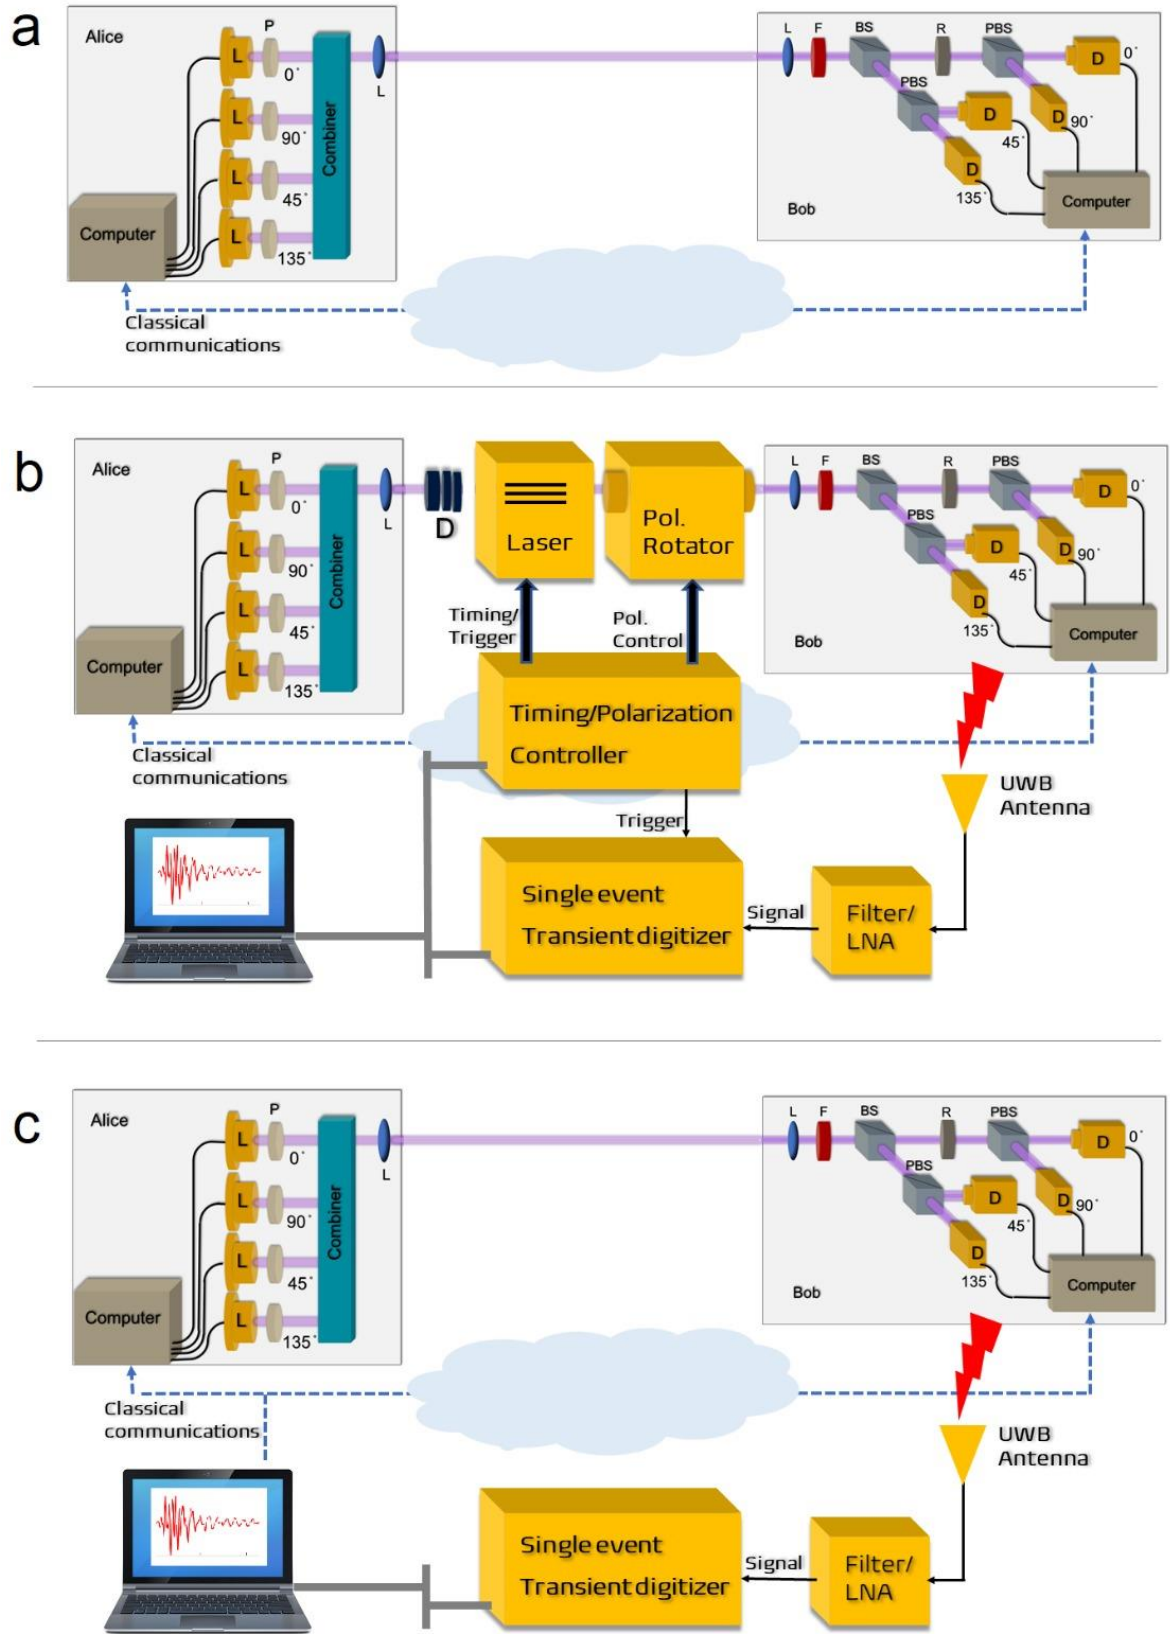 a
Alice
P
L
0°
L
90°
L
45°
L
135°
Combiner
L
Computer
Classical
communications
L
F
BS
R
PBS
D
0°
PBS
D
45°
D
90°
D
135°
Bob
Computer
b
Alice
P
L
0°
L
90°
L
45°
L
135°
Combiner
L
Computer
Classical
communications
D
Laser
Pol.
Rotator
Timing/
Trigger
Pol.
Control
Timing/Polarization
Controller
Trigger
Single event
Transient digitizer
Signal
Filter/
LNA
UWB
Antenna
L
F
BS
R
PBS
D
0°
PBS
D
45°
D
90°
D
135°
Bob
Computer
c
Alice
P
L
0°
L
90°
L
45°
L
135°
Combiner
L
Computer
Classical
communications
L
F
BS
R
PBS
D
0°
PBS
D
45°
D
90°
D
135°
Bob
Computer
UWB
Antenna
Single event
Transient digitizer
Signal
Filter/
LNA